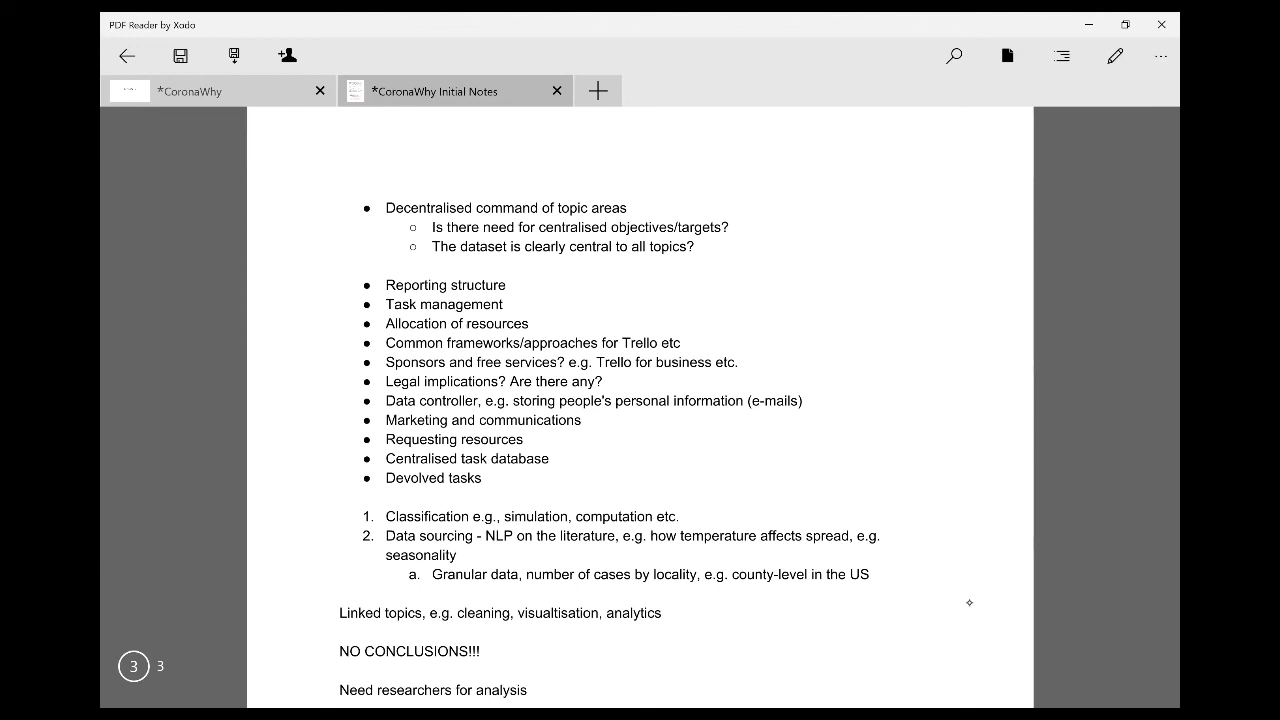 PDF Reader by Xodo
*CoronaWhy
*CoronaWhy Initial Notes
● Decentralised command of topic areas
○ Is there need for centralised objectives/targets?
○ The dataset is clearly central to all topics?
● Reporting structure
● Task management
● Allocation of resources
● Common frameworks/approaches for Trello etc
● Sponsors and free services? e.g. Trello for business etc.
● Legal implications? Are there any?
● Data controller, e.g. storing people's personal information (e-mails)
● Marketing and communications
● Requesting resources
● Centralised task database
● Devolved tasks
1. Classification e.g., simulation, computation etc.
2. Data sourcing - NLP on the literature, e.g. how temperature affects spread, e.g.
seasonality
a. Granular data, number of cases by locality, e.g. county-level in the US
Linked topics, e.g. cleaning, visualtisation, analytics
NO CONCLUSIONS!!!
3 3
Need researchers for analysis